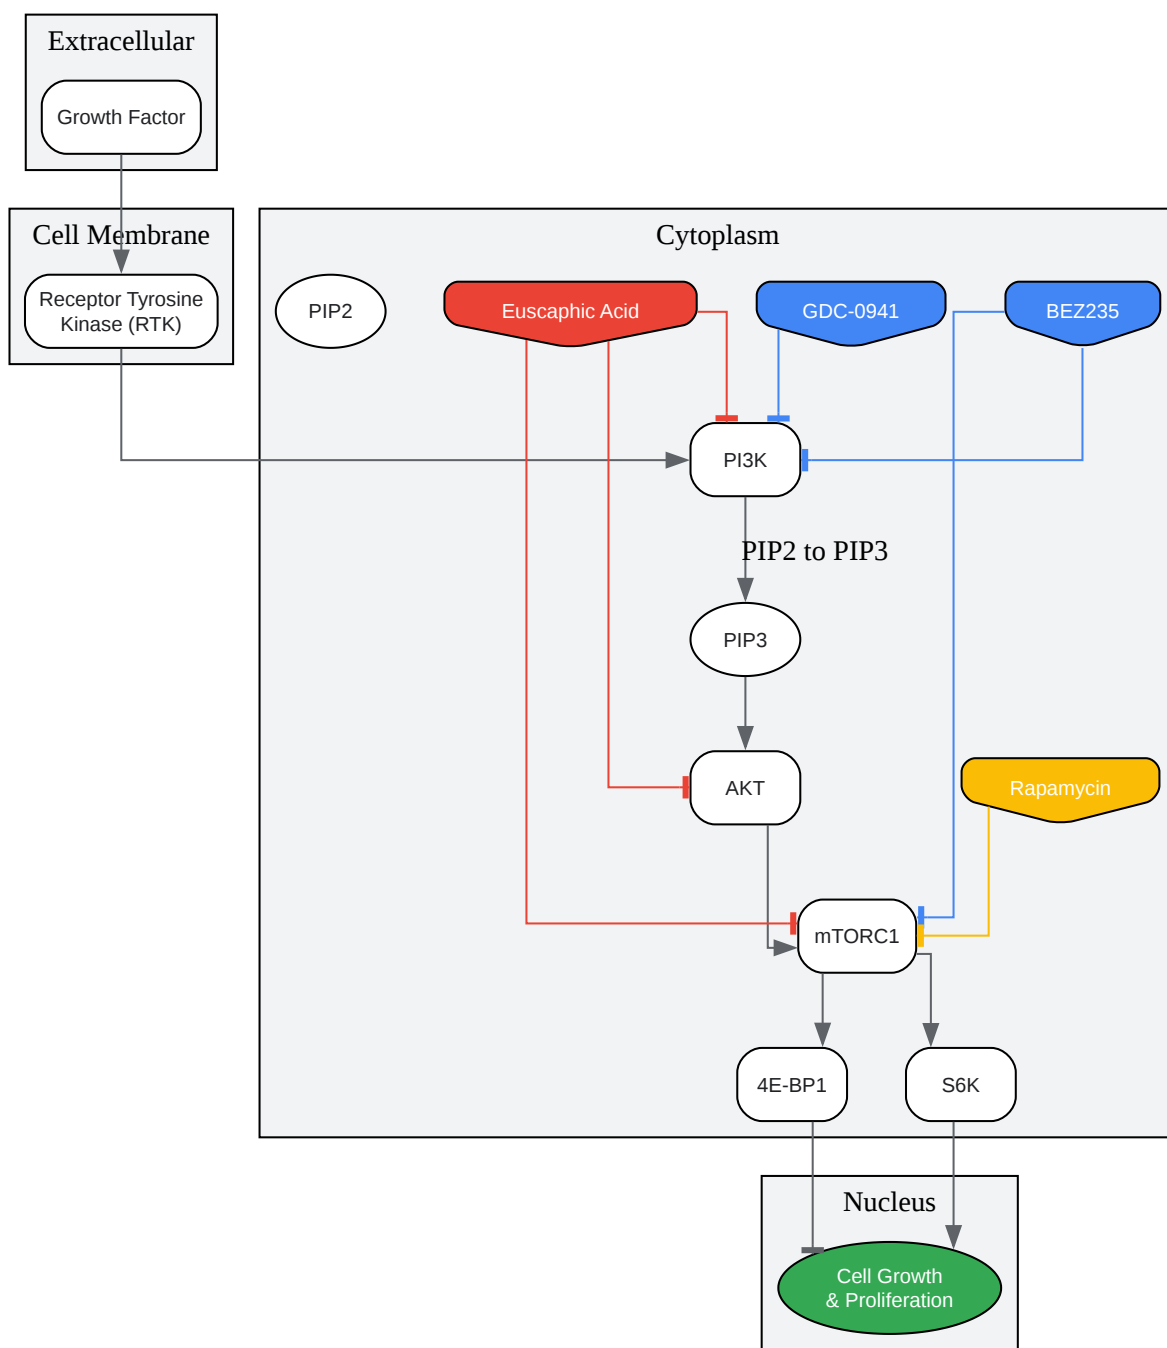 Extracellular
Growth Factor
Cell Membrane
Receptor Tyrosine
Kinase (RTK)
Cytoplasm
PIP2
Euscaphic Acid
GDC-0941
BEZ235
PI3K
PIP2 to PIP3
PIP3
AKT
Rapamycin
mTORC1
4E-BP1
S6K
Nucleus
Cell Growth
& Proliferation